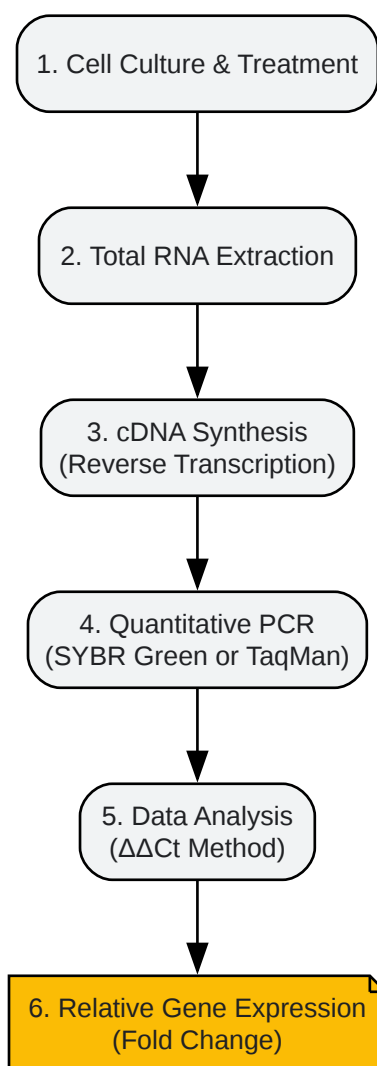 1. Cell Culture & Treatment
2. Total RNA Extraction
3. cDNA Synthesis
(Reverse Transcription)
4. Quantitative PCR
(SYBR Green or TaqMan)
5. Data Analysis
(ΔΔCt Method)
6. Relative Gene Expression
(Fold Change)